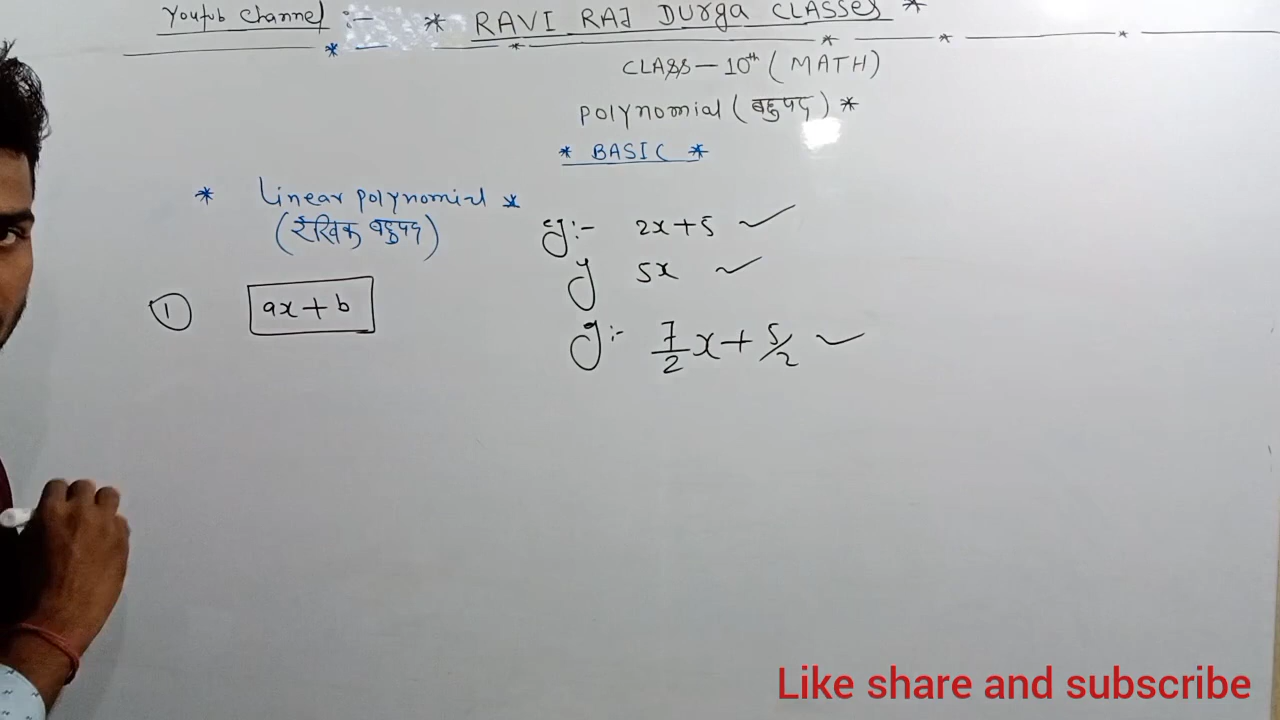 Youtub Channel :- * RAVI RAJ DURGA CLASSES *
CLASS-10th (MATH)
POLYnomial (बहुपद) *
* BASIC *
* Linear polynomial *
(रैखिक बहुपद)
① ax+b
eg:- 2x+5 ✓
eg 5x ✓
eg:- 7/2 x + 5/2 ✓
Like share and subscribe